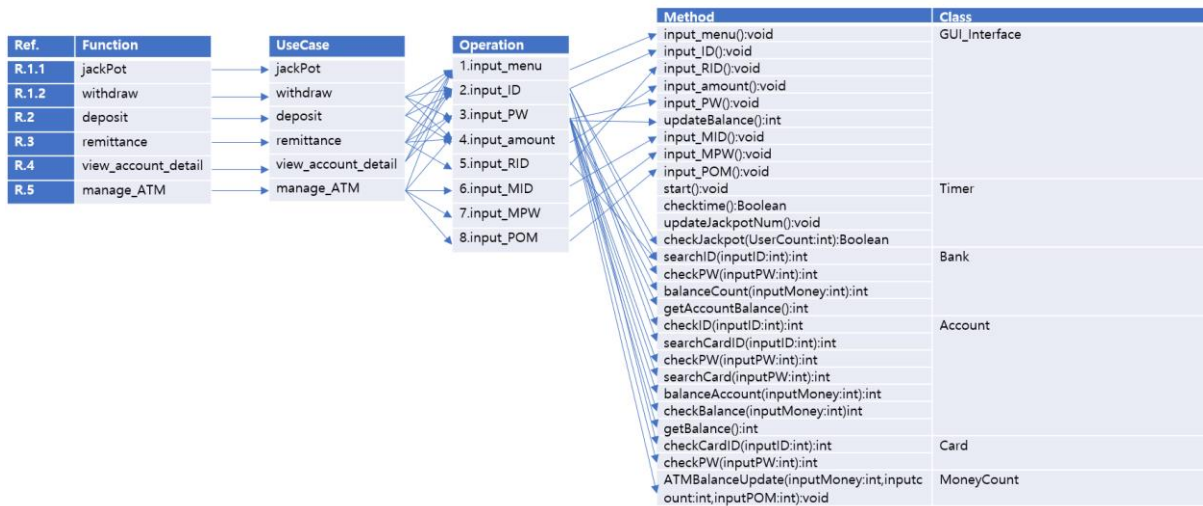 Ref. Function
R.1.1 jackPot
R.1.2 withdraw
R.2 deposit
R.3 remittance
R.4 view_account_detail
R.5 manage_ATM
UseCase
jackPot
withdraw
deposit
remittance
view_account_detail
manage_ATM
Operation
1.input_menu
2.input_ID
3.input_PW
4.input_amount
5.input_RID
6.input_MID
7.input_MPW
8.input_POM
Method Class
input_menu():void GUI_Interface
input_ID():void
input_RID():void
input_amount():void
input_PW():void
updateBalance():int
input_MID():void
input_MPW():void
input_POM():void
start():void Timer
checktime():Boolean
updateJackpotNum():void
checkJackpot(UserCount:int):Boolean
searchID(inputID:int):int Bank
checkPW(inputPW:int):int
balanceCount(inputMoney:int):int
getAccountBalance():int
checkID(inputID:int):int Account
searchCardID(inputID:int):int
checkPW(inputPW:int):int
searchCard(inputPW:int):int
balanceAccount(inputMoney:int):int
checkBalance(inputMoney:int)int
getBalance():int
checkCardID(inputID:int):int Card
checkPW(inputPW:int):int
ATMBalanceUpdate(inputMoney:int,inputc MoneyCount
ount:int,inputPOM:int):void